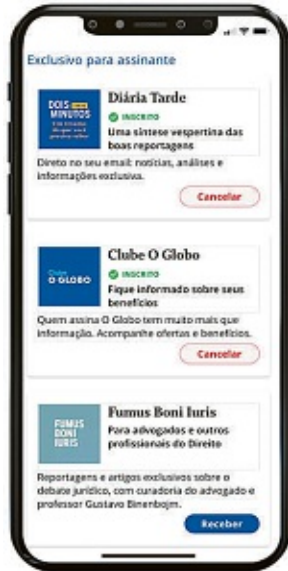 Exclusivo para assinante
DOIS
MINUTOS
Diária Tarde
INSCRITO
Uma síntese vespertina das
boas reportagens
Direto no seu email: notícias, análises e
informações exclusiva.
Cancelar
Clube
O GLOBO
Clube O Globo
INSCRITO
Fique informado sobre seus
benefícios
Quem assina O Globo tem muito mais que
informação. Acompanhe ofertas e benefícios.
Cancelar
FUMUS
BONI
IURIS
Fumus Boni Iuris
Para advogados e outros
profissionais do Direito
Reportagens e artigos exclusivos sobre o
debate jurídico, com curadoria do advogado e
professor Gustavo Binenbojm.
Receber